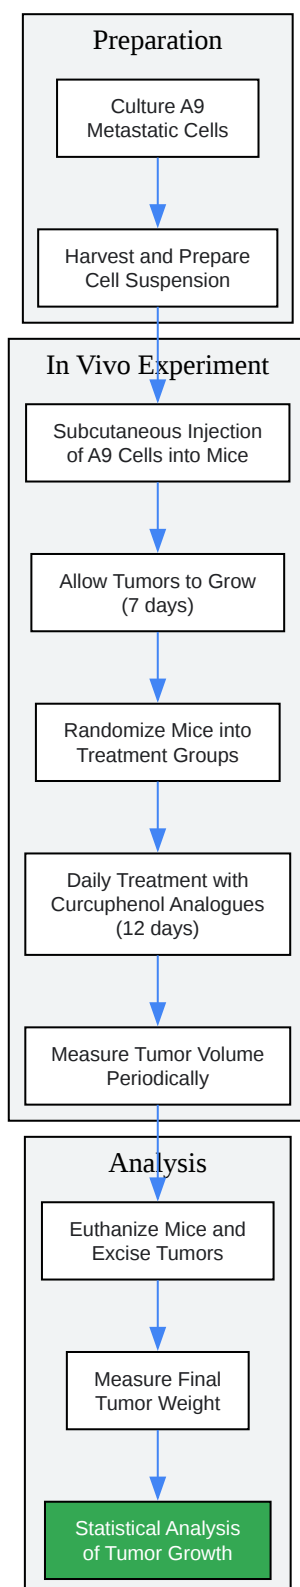 Preparation
Culture A9
Metastatic Cells
Harvest and Prepare
Cell Suspension
In Vivo Experiment
Subcutaneous Injection
of A9 Cells into Mice
Allow Tumors to Grow
(7 days)
Randomize Mice into
Treatment Groups
Daily Treatment with
Curcuphenol Analogues
(12 days)
Measure Tumor Volume
Periodically
Analysis
Euthanize Mice and
Excise Tumors
Measure Final
Tumor Weight
Statistical Analysis
of Tumor Growth